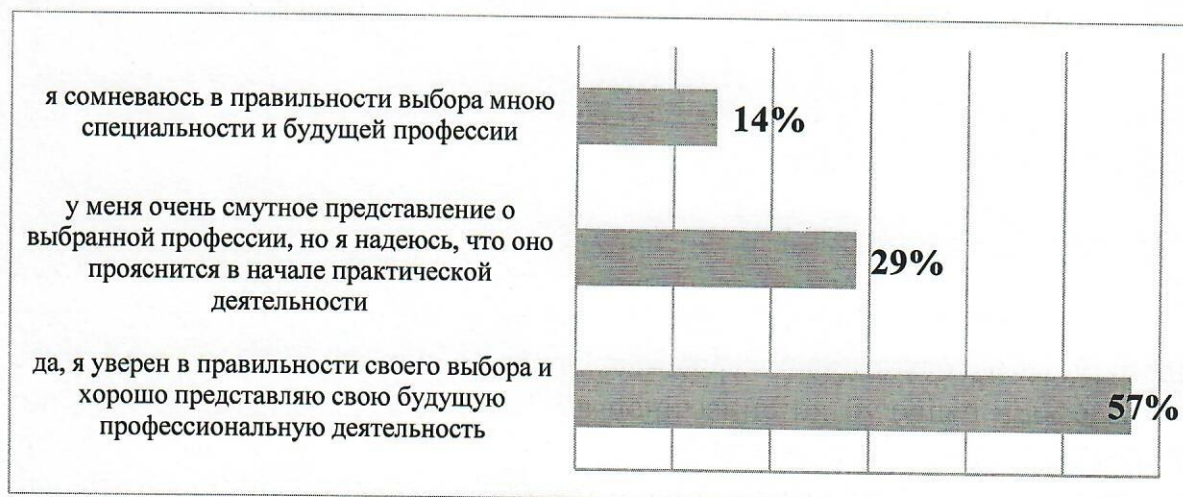 я сомневаюсь в правильности выбора мною
специальности и будущей профессии
14%
у меня очень смутное представление о
выбранной профессии, но я надеюсь, что оно
прояснится в начале практической
деятельности
29%
да, я уверен в правильности своего выбора и
хорошо представляю свою будущую
профессиональную деятельность
57%